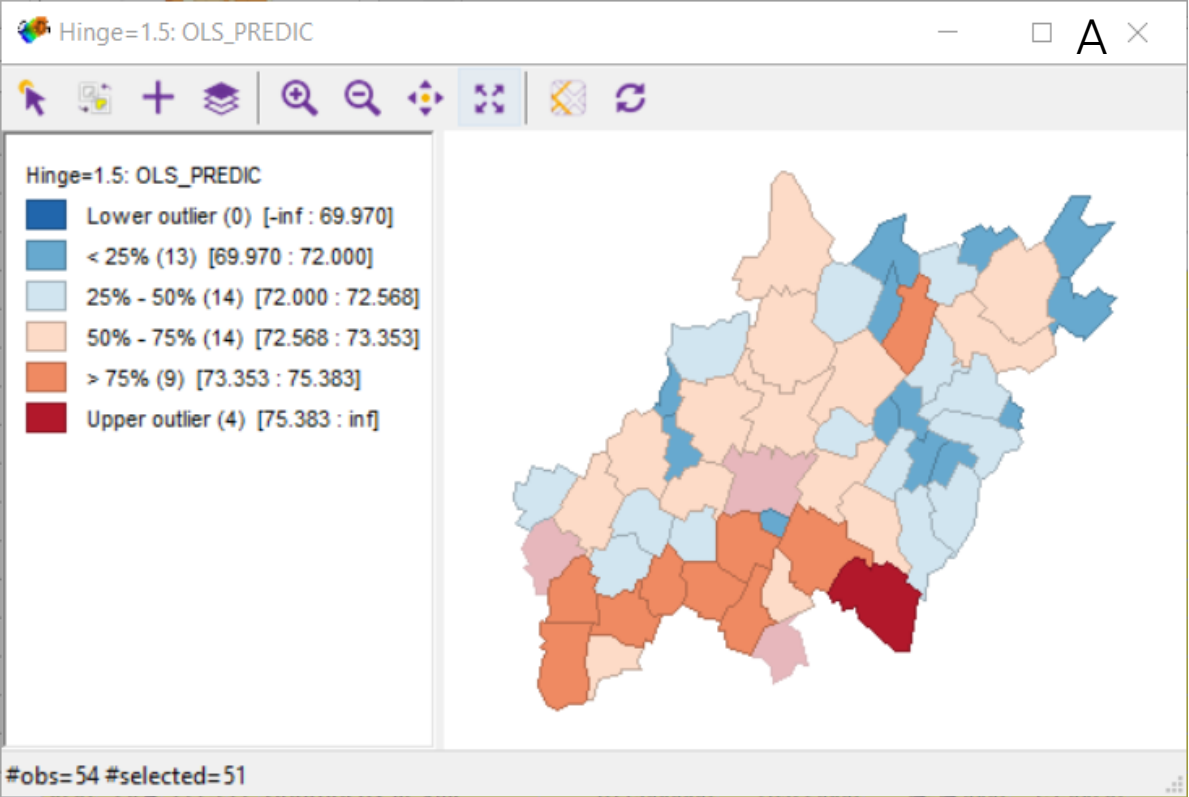 Hinge=1.5: OLS_PREDIC
A
Hinge=1.5: OLS_PREDIC
Lower outlier (0) [-inf : 69.970]
< 25% (13) [69.970 : 72.000]
25% - 50% (14) [72.000 : 72.568]
50% - 75% (14) [72.568 : 73.353]
> 75% (9) [73.353 : 75.383]
Upper outlier (4) [75.383 : inf]
#obs=54 #selected=51